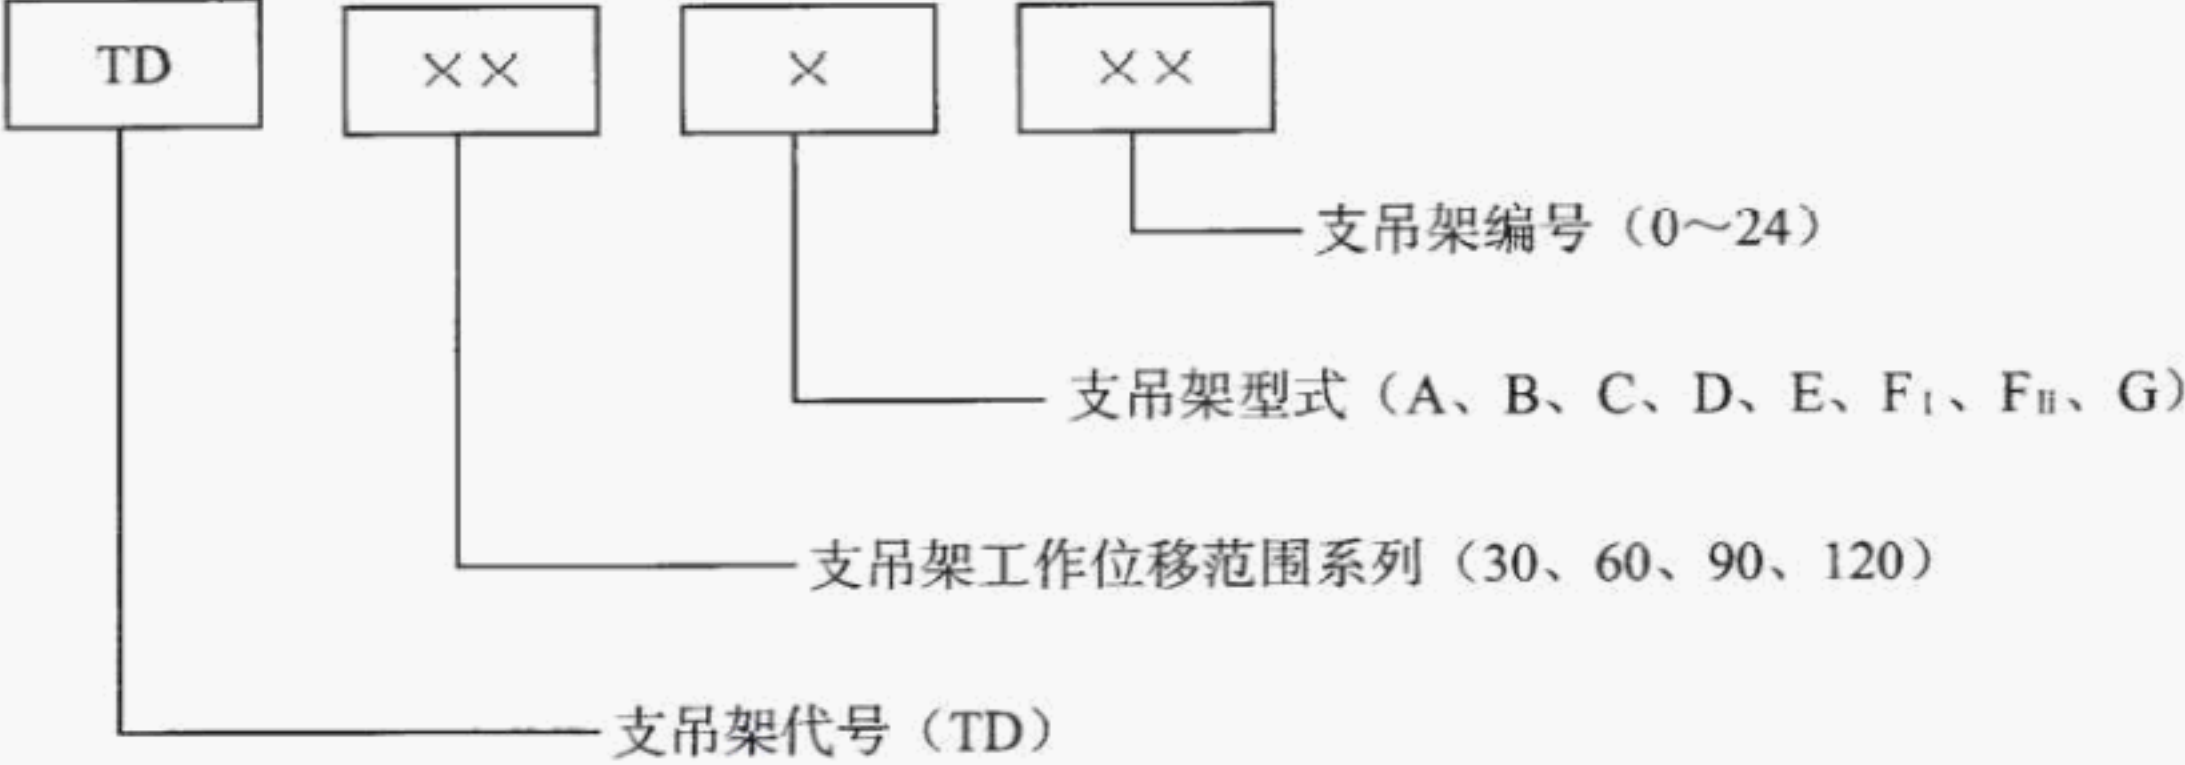 TD ×× × ××
支吊架编号（0～24）
支吊架型式（A、B、C、D、E、FⅠ、FⅡ、G）
支吊架工作位移范围系列（30、60、90、120）
支吊架代号（TD）